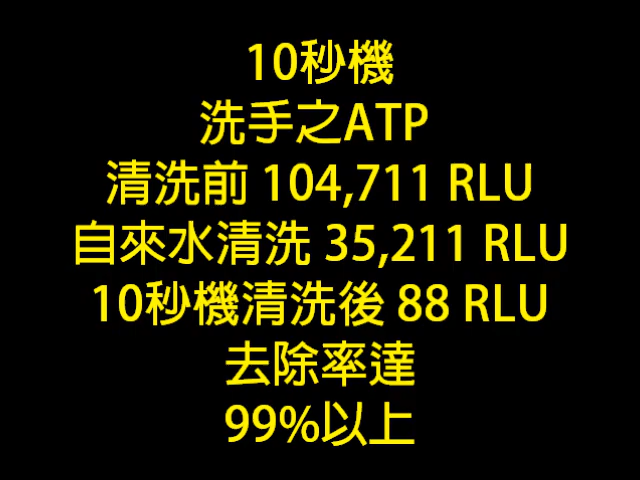 10秒機
洗手之ATP
清洗前 104,711 RLU
自來水清洗 35,211 RLU
10秒機清洗後 88 RLU
去除率達
99%以上